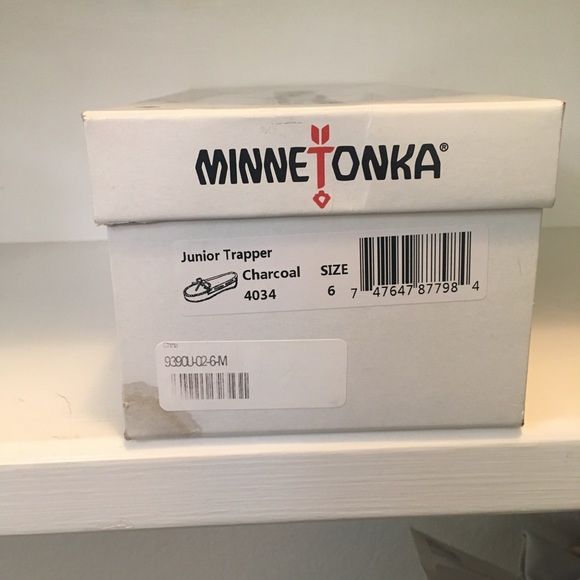 MINNETONKA®
Junior Trapper
Charcoal
4034
SIZE
6
7 47647 87798 4
9390U-02-6-M